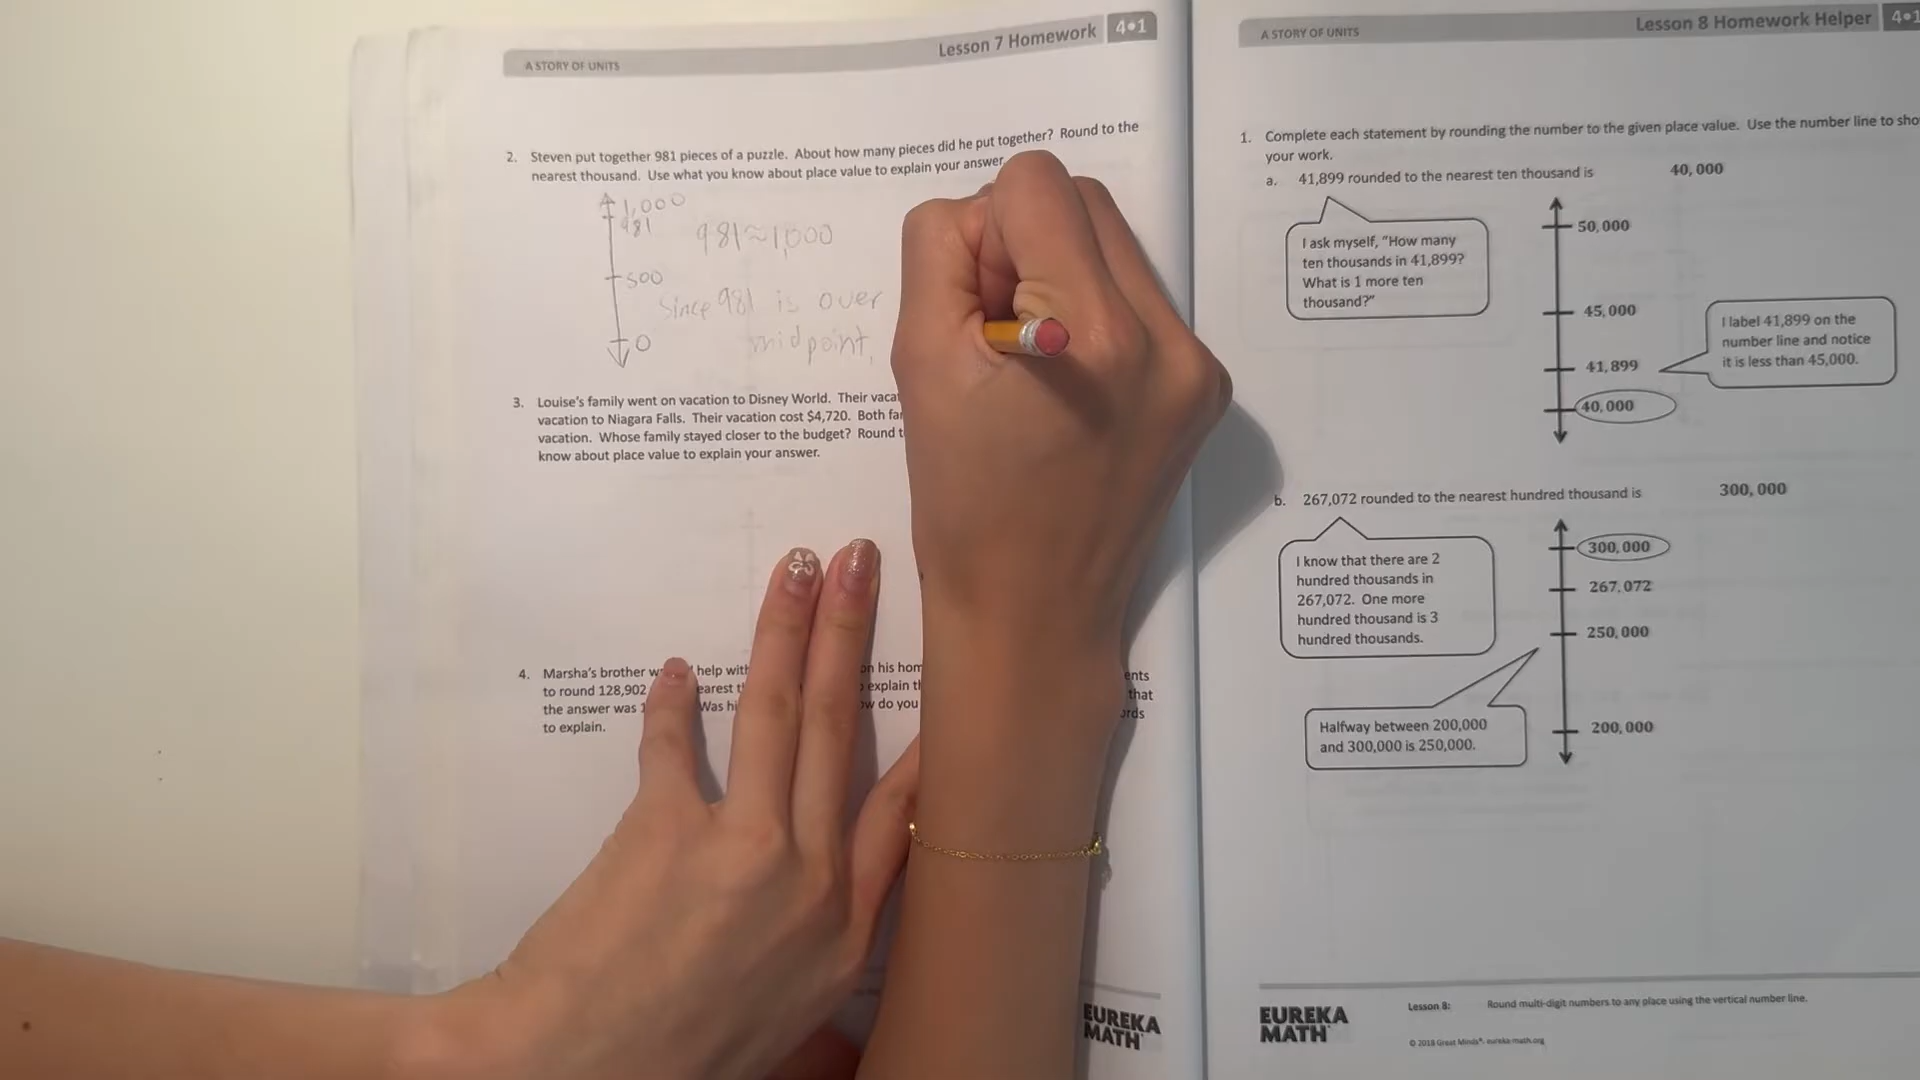 Lesson 7 Homework 4•1
A STORY OF UNITS
2. Steven put together 981 pieces of a puzzle. About how many pieces did he put together? Round to the
nearest thousand. Use what you know about place value to explain your answer.
1,000
981
981≈1,000
500
Since 981 is over
midpoint,
0
3. Louise's family went on vacation to Disney World. Their
vacation to Niagara Falls. Their vacation cost $4,720. Both
vacation. Whose family stayed closer to the budget? Round
know about place value to explain your answer.
4. Marsha's brother help his
to round 128,902 explain
the answer was Was do you
to explain.
that
EUREKA
MATH
A STORY OF UNITS
Lesson 8 Homework Helper 4•1
1. Complete each statement by rounding the number to the given place value. Use the number line to
your work.
a. 41,899 rounded to the nearest ten thousand is 40,000
I ask myself, "How many
ten thousands in 41,899?
What is 1 more ten
thousand?"
50,000
45,000
41,899
40,000
I label 41,899 on the
number line and notice
it is less than 45,000.
b. 267,072 rounded to the nearest hundred thousand is 300,000
I know that there are 2
hundred thousands in
267,072. One more
hundred thousand is 3
hundred thousands.
300,000
267,072
250,000
200,000
Halfway between 200,000
and 300,000 is 250,000.
EUREKA
MATH
Lesson 8: Round multi-digit numbers to any place using the vertical number line.
© 2018 Great Minds®. eureka-math.org